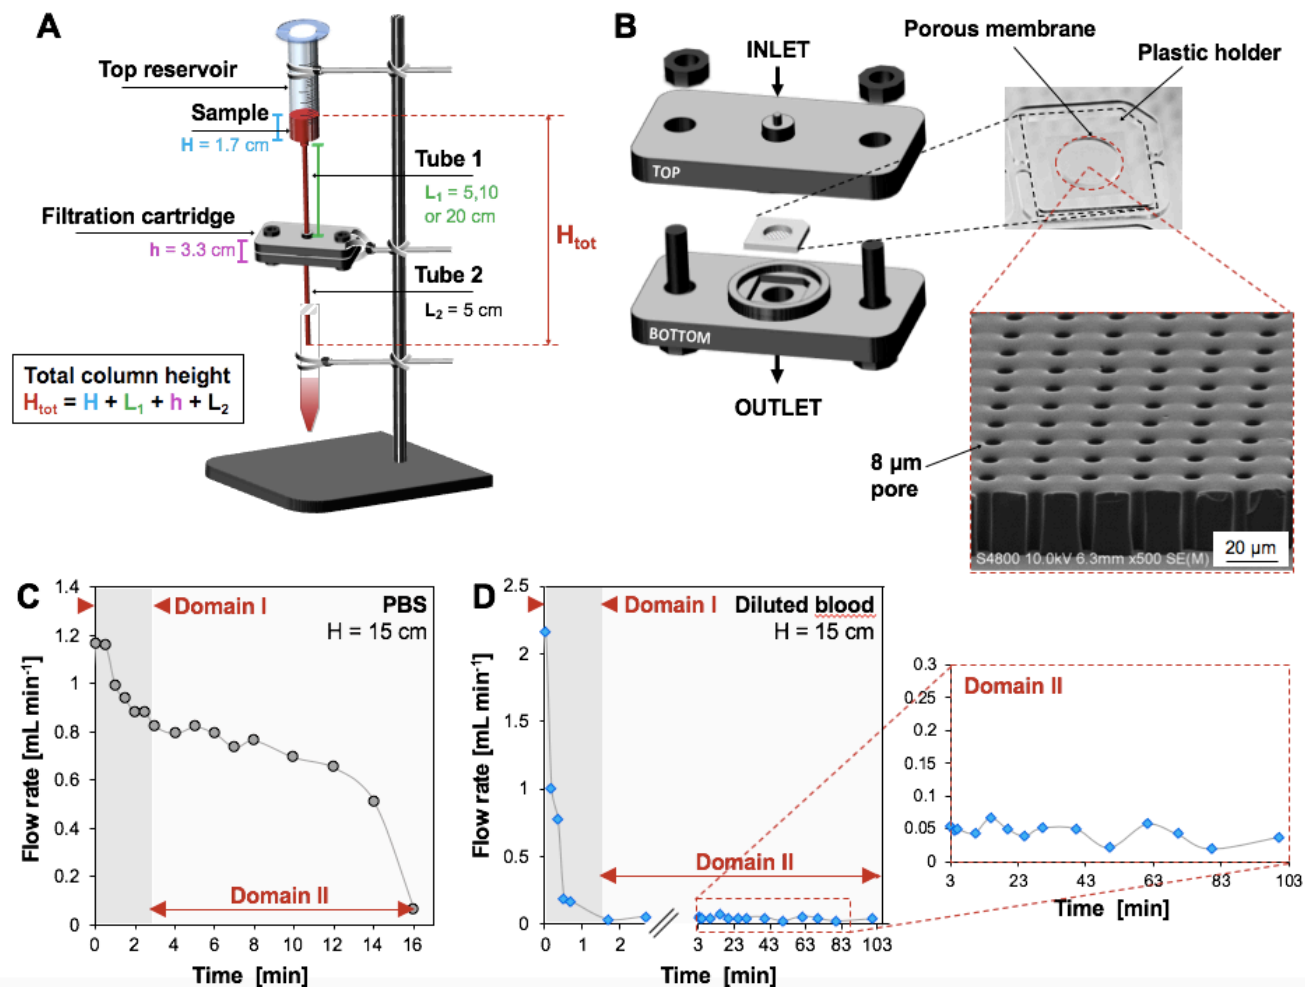 A
Top reservoir
Sample
H = 1.7 cm
Tube 1
L1 = 5,10
or 20 cm
Filtration cartridge
h = 3.3 cm
Htot
Tube 2
L2 = 5 cm
Total column height
Htot = H + L1 + h + L2
B
INLET
Porous membrane
Plastic holder
TOP
BOTTOM
OUTLET
8 µm
pore
20 µm
S4800 10.0kV 6.3mm x500 SE(M)
C
1.4
1.2
1
0.8
0.6
0.4
0.2
0
Flow rate [mL min-1]
Domain I
PBS
H = 15 cm
Domain II
0 2 4 6 8 10 12 14 16
Time [min]
D
2.5
2
1.5
1
0.5
0
Flow rate [mL min-1]
Domain I
Diluted blood
H = 15 cm
Domain II
0 1 2 3 23 43 63 83 103
Time [min]
0.3
0.25
0.2
0.15
0.1
0.05
0
Flow rate [mL min-1]
Domain II
3 23 43 63 83 103
Time [min]